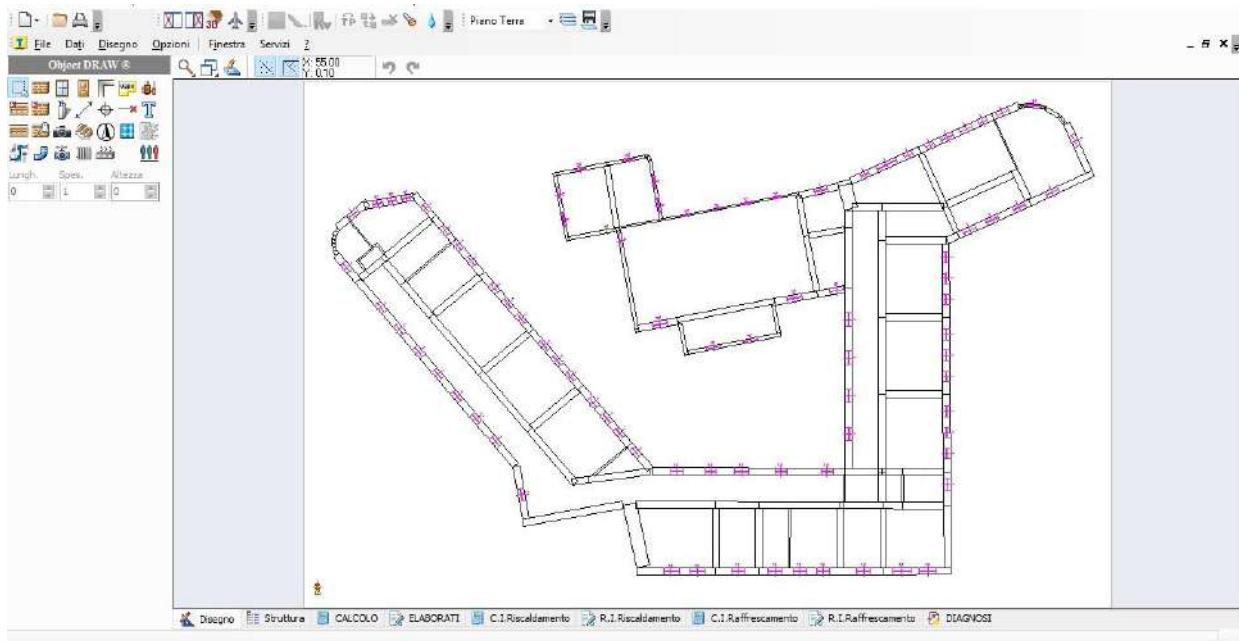 Piano Terra
File Dati Disegno Opzioni Finestra Servizi ?
Object DRAW ®
X: 55.00
Y: 0.10
Lungh. Spes. Altezza
0 1 0
Disegno Struttura CALCOLO ELABORATI C.I.Riscaldamento R.I.Riscaldamento C.I.Raffrescamento R.I.Raffrescamento DIAGNOSI